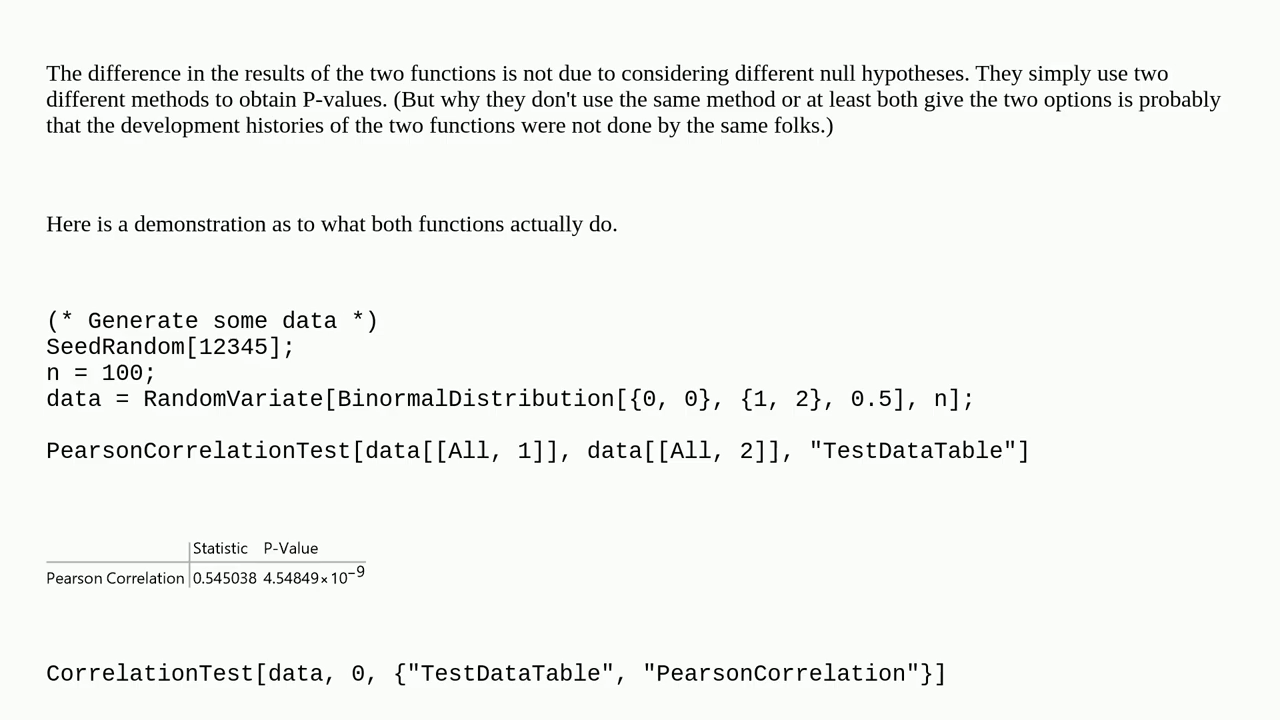 The difference in the results of the two functions is not due to considering different null hypotheses. They simply use two
different methods to obtain P-values. (But why they don't use the same method or at least both give the two options is probably
that the development histories of the two functions were not done by the same folks.)
Here is a demonstration as to what both functions actually do.
(* Generate some data *)
SeedRandom[12345];
n = 100;
data = RandomVariate[BinormalDistribution[{0, 0}, {1, 2}, 0.5], n];
PearsonCorrelationTest[data[[All, 1]], data[[All, 2]], "TestDataTable"]
Statistic P-Value
Pearson Correlation 0.545038 4.54849×10⁻⁹
CorrelationTest[data, 0, {"TestDataTable", "PearsonCorrelation"}]